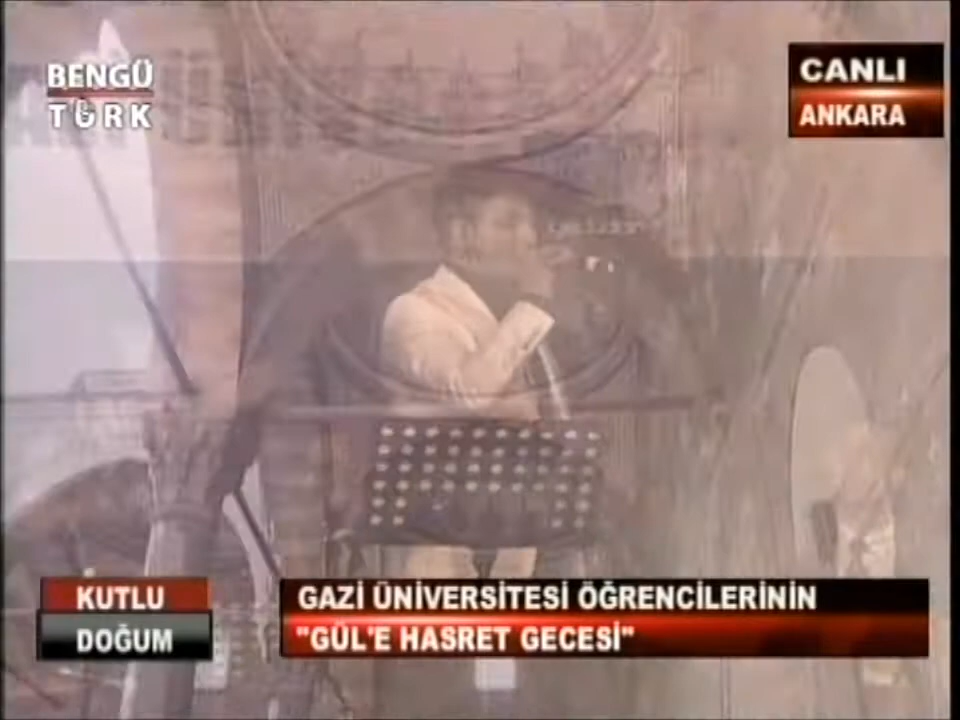 BENGÜ
TÜRK
CANLI
ANKARA
KUTLU
DOĞUM
GAZİ ÜNİVERSİTESİ ÖĞRENCİLERİNİN
"GÜL'E HASRET GECESİ"